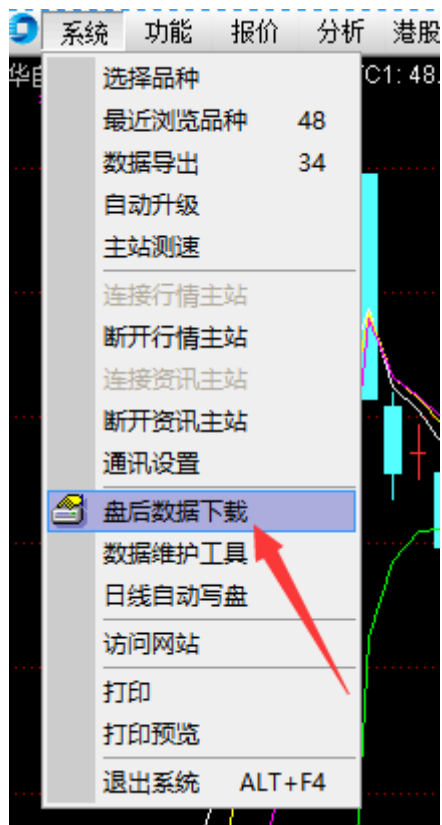 系统 功能 报价 分析 港股
华自 C1: 48.
选择品种
最近浏览品种 48
数据导出 34
自动升级
主站测速
连接行情主站
断开行情主站
连接资讯主站
断开资讯主站
通讯设置
盘后数据下载
数据维护工具
日线自动写盘
访问网站
打印
打印预览
退出系统 ALT+F4